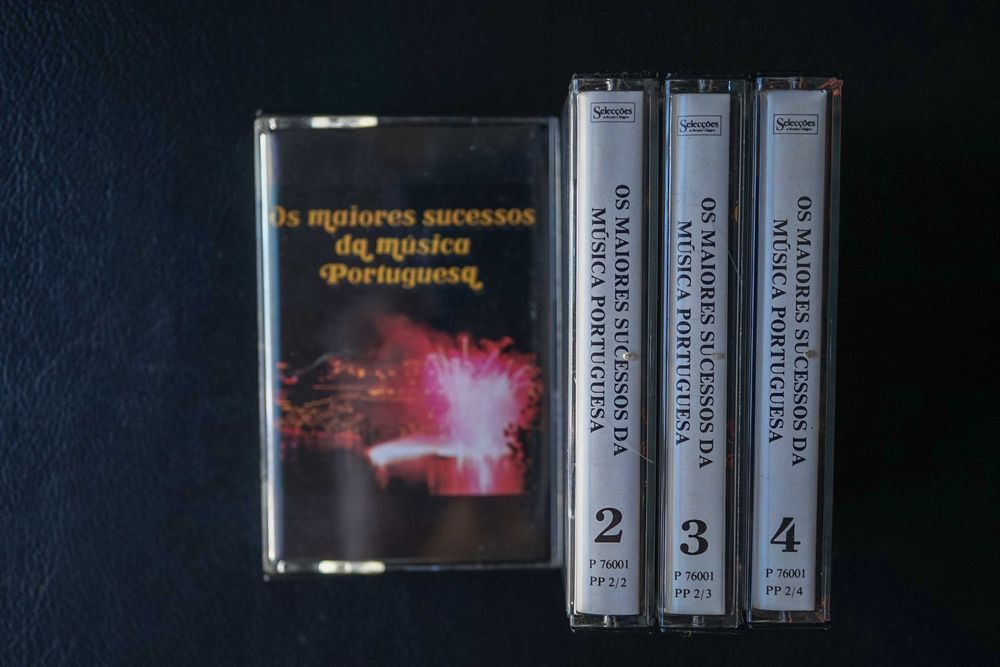 Os maiores sucessos
da música
Portuguesa
Selecções
OS MAIORES SUCESSOS DA
MÚSICA PORTUGUESA
2
P 76001
PP 2/2
Selecções
OS MAIORES SUCESSOS DA
MÚSICA PORTUGUESA
3
P 76001
PP 2/3
Selecções
OS MAIORES SUCESSOS DA
MÚSICA PORTUGUESA
4
P 76001
PP 2/4